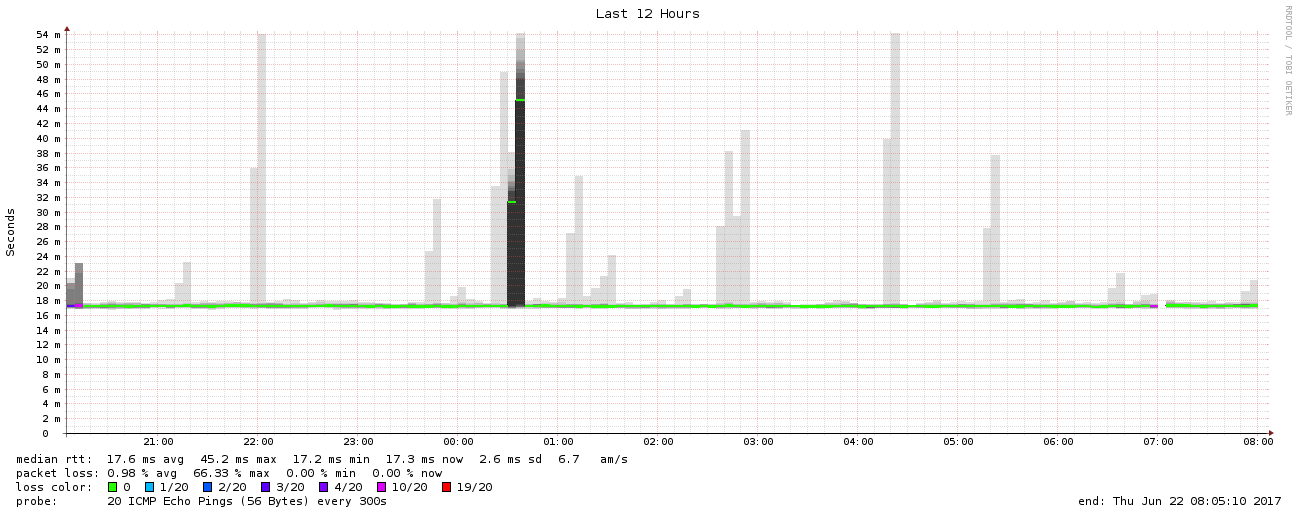 Last 12 Hours
RRDTOOL / TOBI OETIKER
Seconds
54 m
52 m
50 m
48 m
46 m
44 m
42 m
40 m
38 m
36 m
34 m
32 m
30 m
28 m
26 m
24 m
22 m
20 m
18 m
16 m
14 m
12 m
10 m
8 m
6 m
4 m
2 m
0
21:00 22:00 23:00 00:00 01:00 02:00 03:00 04:00 05:00 06:00 07:00 08:00
median rtt: 17.6 ms avg 45.2 ms max 17.2 ms min 17.3 ms now 2.6 ms sd 6.7 am/s
packet loss: 0.98 % avg 66.33 % max 0.00 % min 0.00 % now
loss color: 0 1/20 2/20 3/20 4/20 10/20 19/20
probe: 20 ICMP Echo Pings (56 Bytes) every 300s end: Thu Jun 22 08:05:10 2017